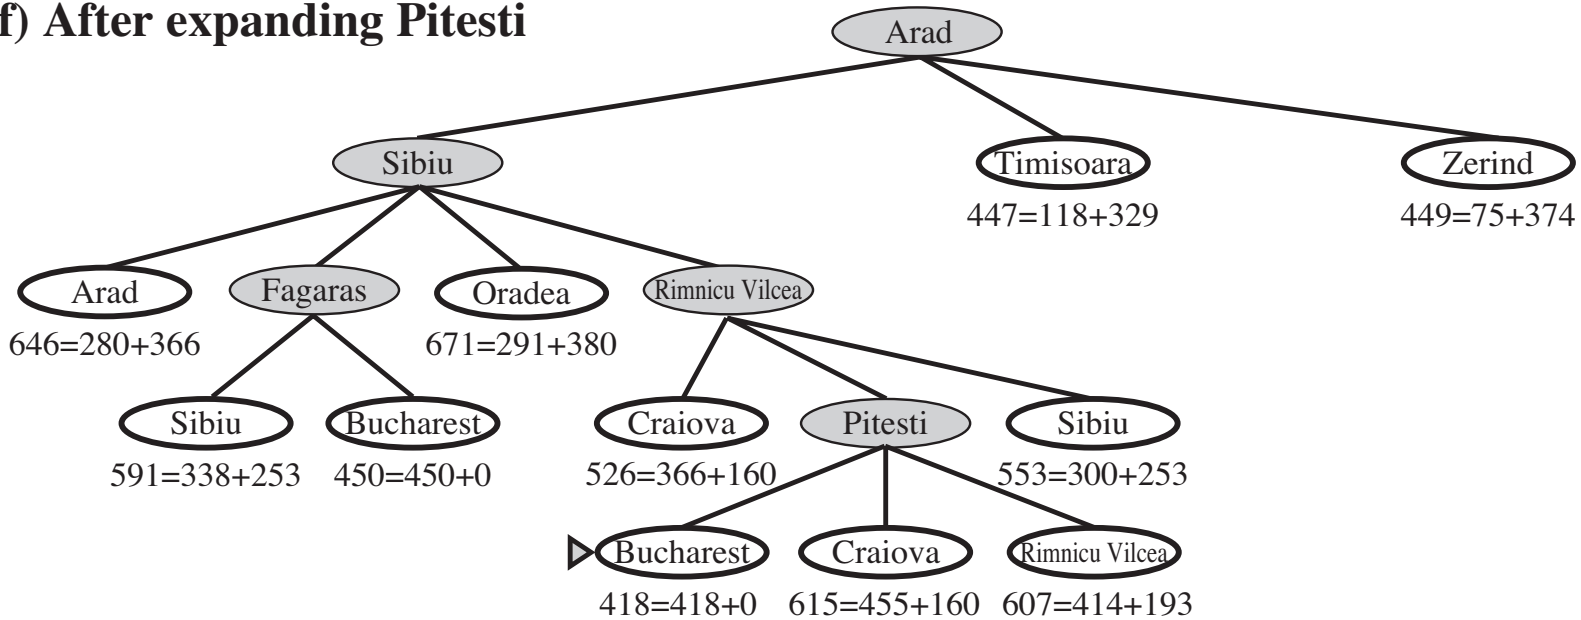 f) After expanding Pitesti
Arad
Sibiu
Timisoara
Zerind
447=118+329
449=75+374
Arad
Fagaras
Oradea
Rimnicu Vilcea
646=280+366
671=291+380
Sibiu
Bucharest
Craiova
Pitesti
Sibiu
591=338+253
450=450+0
526=366+160
553=300+253
Bucharest
Craiova
Rimnicu Vilcea
418=418+0
615=455+160
607=414+193